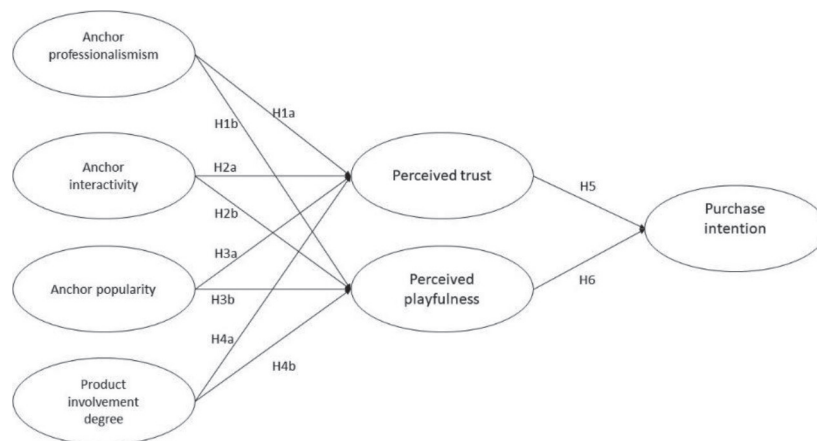 Anchor
professionalismism
H1a
H1b
Anchor
interactivity
H2a
H2b
Perceived trust
H5
Purchase
intention
H3a
Anchor popularity
H3b
Perceived
playfulness
H6
H4a
H4b
Product
involvement
degree